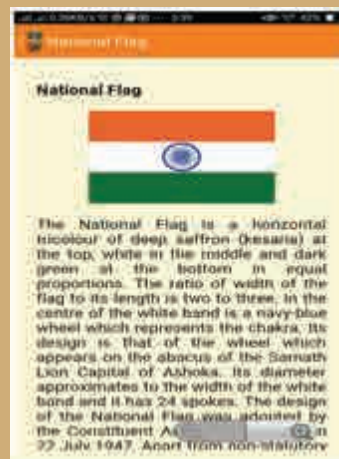 National Flag
National Flag
The National Flag is a horizontal
tricolour of deep saffron (kesaria) at
the top, white in the middle and dark
green at the bottom in equal
proportions. The ratio of width of the
flag to its length is two to three. In the
centre of the white band is a navy-blue
wheel which represents the chakra. Its
design is that of the wheel which
appears on the abacus of the Sarnath
Lion Capital of Ashoka. Its diameter
approximates to the width of the white
band and it has 24 spokes. The design
of the National Flag was adopted by
the Constituent
22 July 1947. Apart from non-statutory